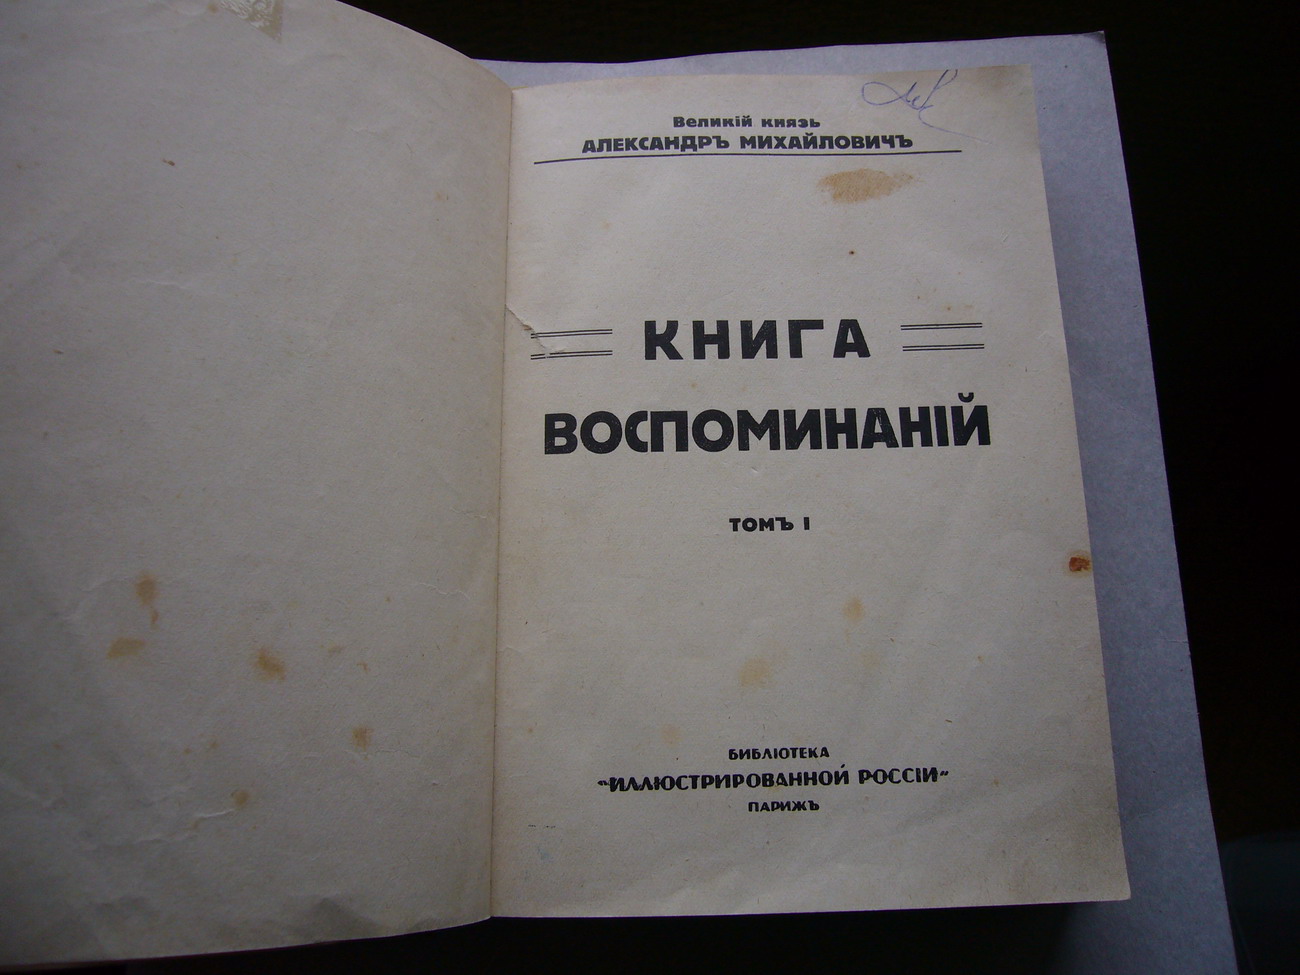 Великій князь
АЛЕКСАНДРЪ МИХАЙЛОВИЧЪ
КНИГА
ВОСПОМИНАНІЙ
ТОМЪ I
БИБЛІОТЕКА
“ИЛЛЮСТРИРОВАННОЙ РОССІИ”
ПАРИЖЪ